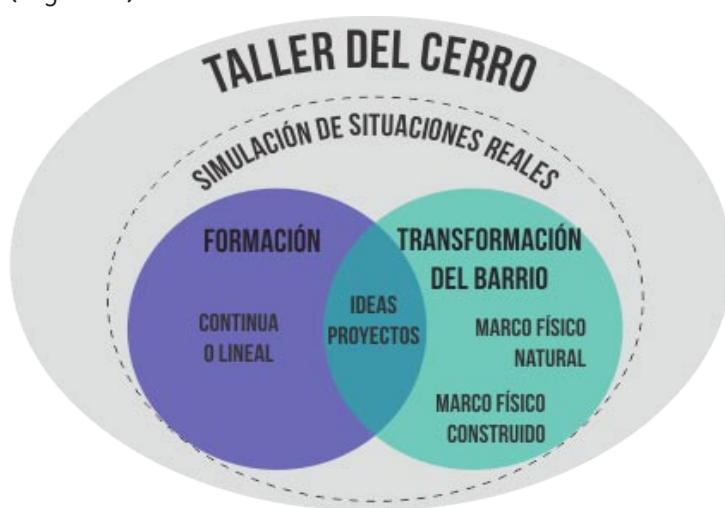 TALLER DEL CERRO
SIMULACIÓN DE SITUACIONES REALES
FORMACIÓN
CONTINUA
O LINEAL
IDEAS
PROYECTOS
TRANSFORMACIÓN
DEL BARRIO
MARCO FÍSICO
NATURAL
MARCO FÍSICO
CONSTRUIDO